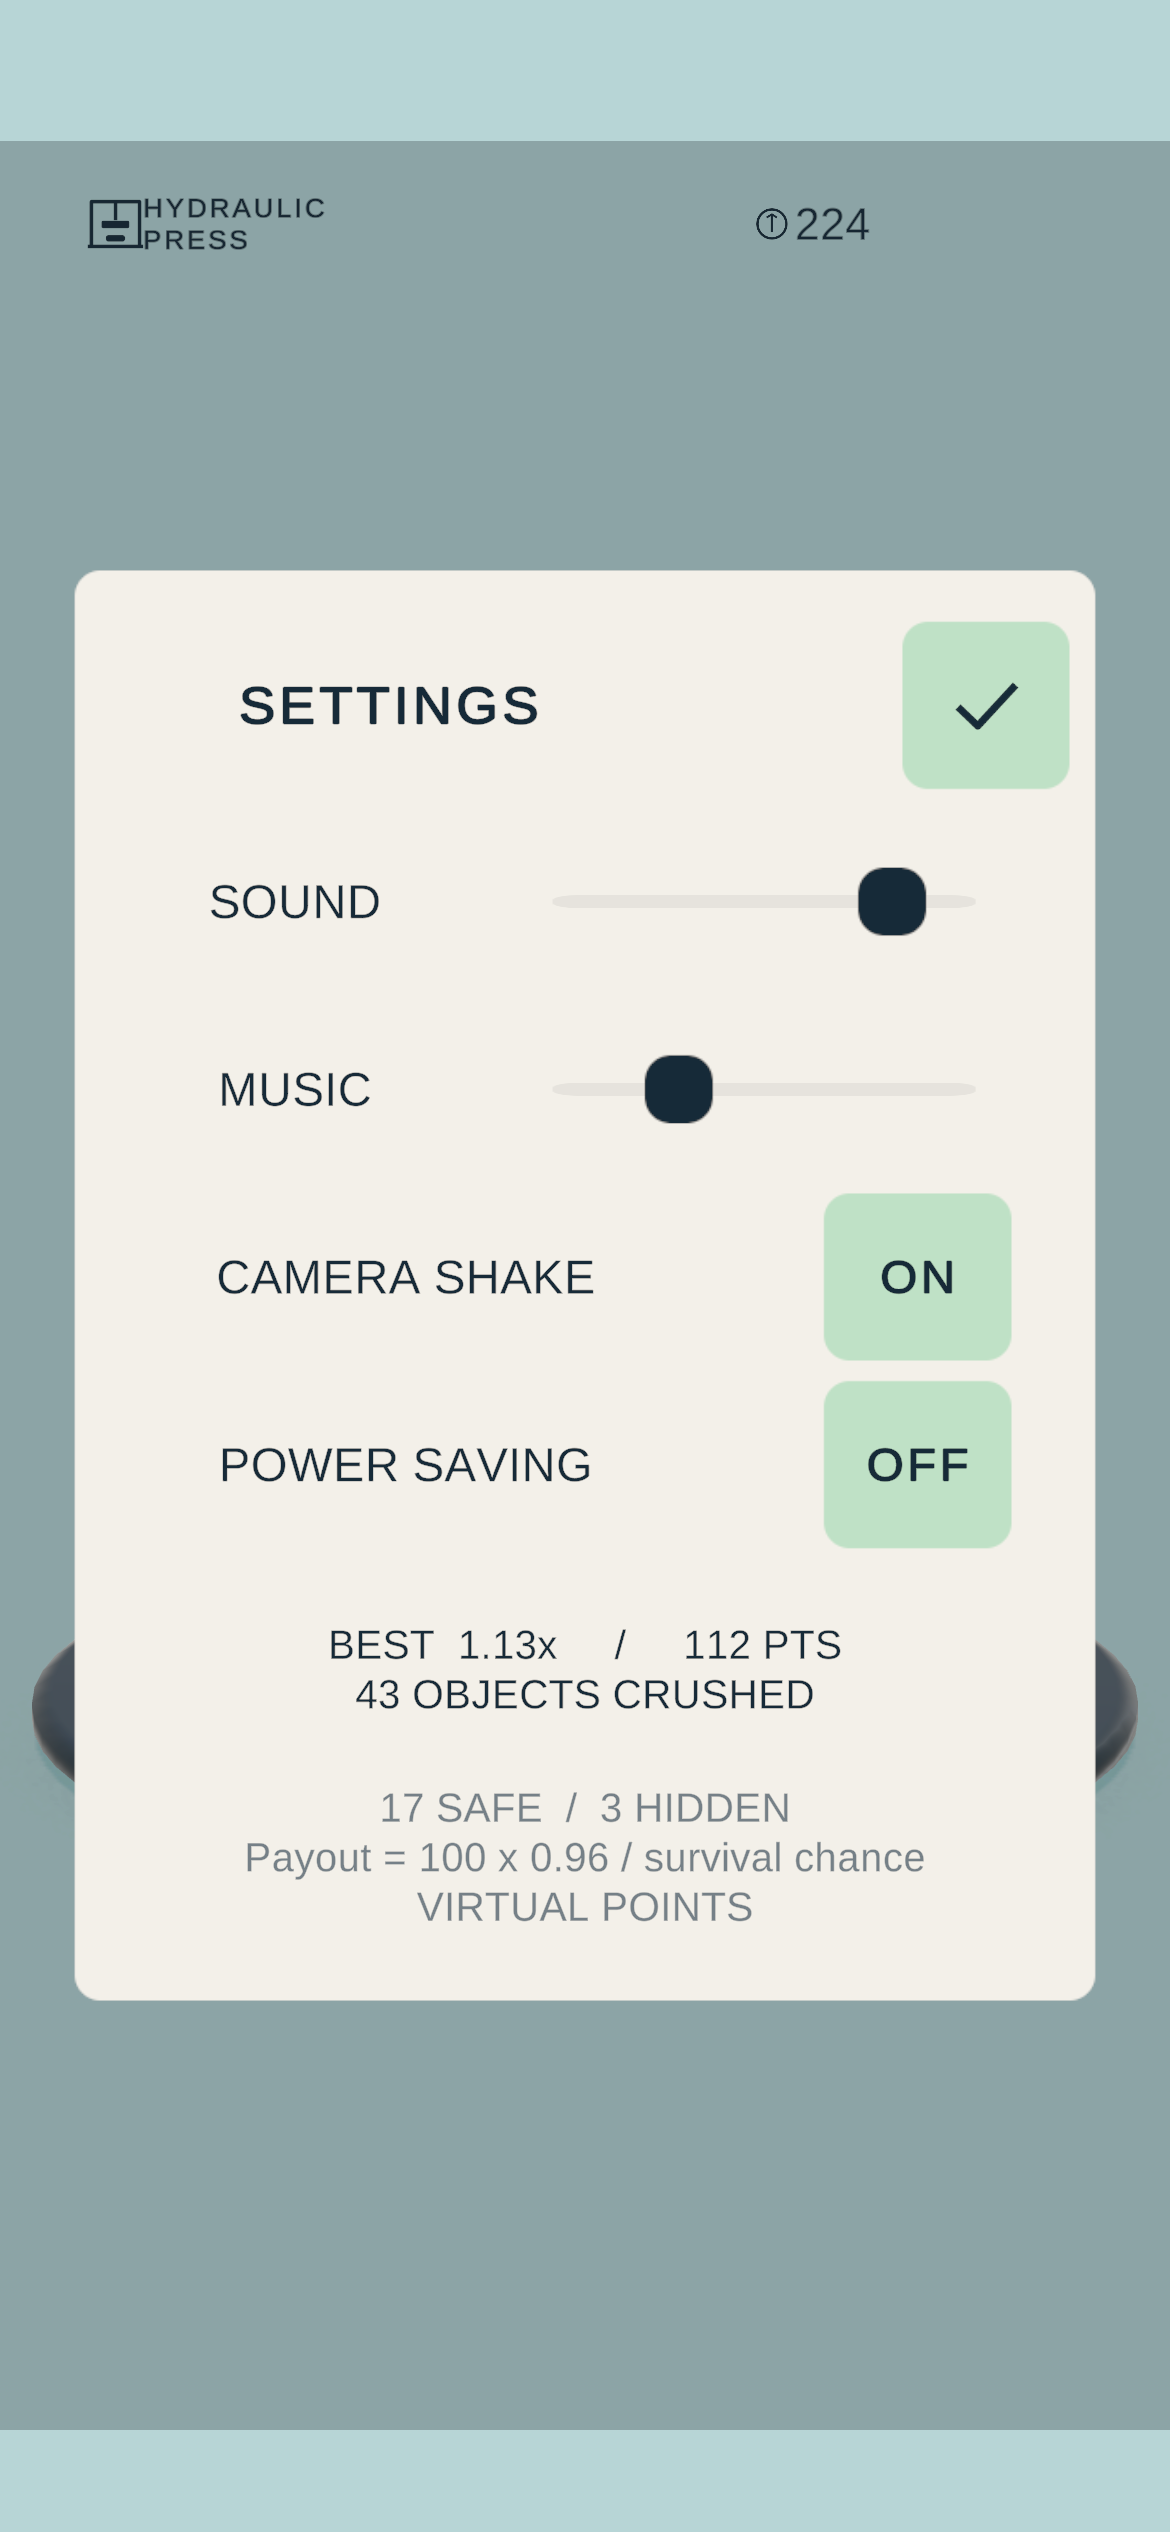 HYDRAULIC
PRESS
224
SETTINGS
SOUND
MUSIC
CAMERA SHAKE
ON
POWER SAVING
OFF
BEST 1.13x / 112 PTS
43 OBJECTS CRUSHED
17 SAFE / 3 HIDDEN
Payout = 100 x 0.96 / survival chance
VIRTUAL POINTS